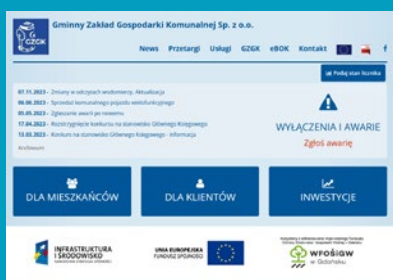 GZGK
Gminny Zakład Gospodarki Komunalnej Sp. z o.o.
News Przetargi Usługi GZGK eBOK Kontakt
Podaj stan licznika
07.11.2023 - Zmiany w odczytach wodomierzy. Aktualizacja
06.06.2023 - Sprzedaż komunalnego pojazdu wielofunkcyjnego
05.05.2023 - Zgłaszanie awarii po nowemu
17.04.2023 - Rozstrzygnięcie konkursu na stanowisko Głównego Księgowego
13.03.2023 - Konkurs na stanowisko Głównego Księgowego - informacja
Archiwum
WYŁĄCZENIA I AWARIE
Zgłoś awarię
DLA MIESZKAŃCÓW
DLA KLIENTÓW
INWESTYCJE
INFRASTRUKTURA
I ŚRODOWISKO
UNIA EUROPEJSKA
FUNDUSZ SPÓJNOŚCI
w Gdańsku